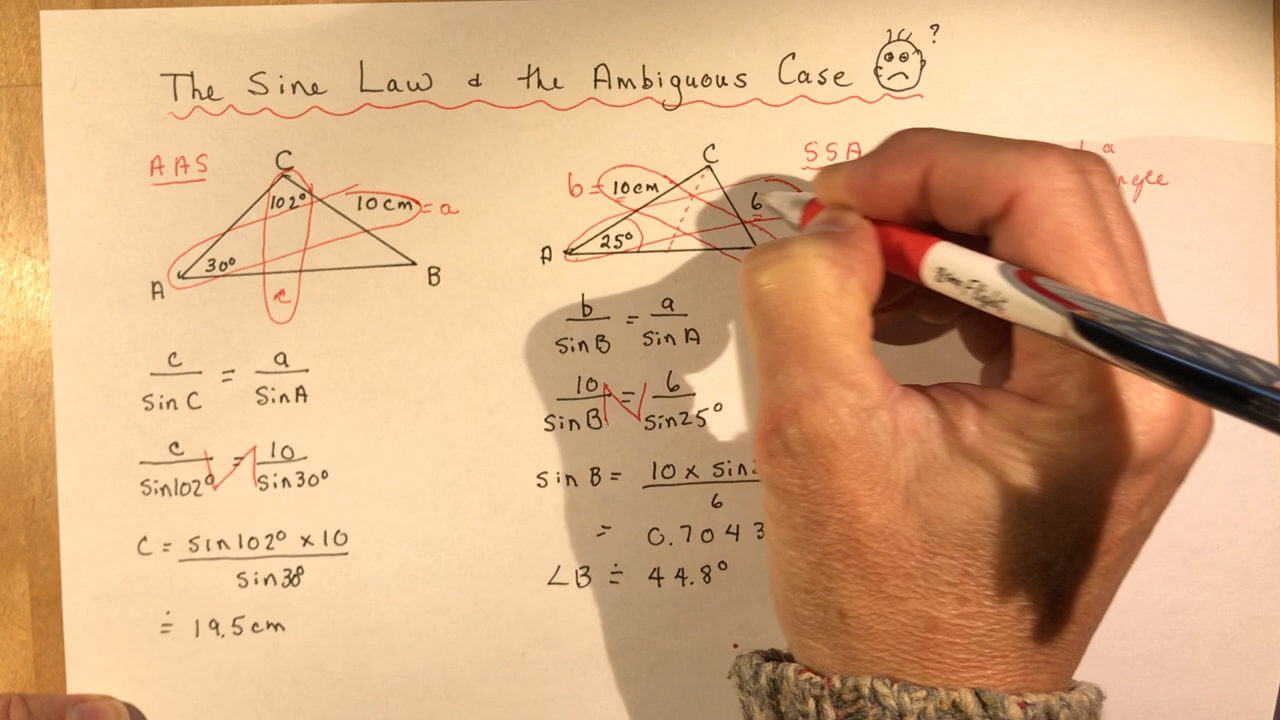 The Sine Law & the Ambiguous Case ?
AAS
C
102°
10cm = a
30°
A
B
c
c / sin C = a / sin A
c / sin102° = 10 / sin30°
C = sin102° x 10 / sin30°
≐ 19.5cm
SSA
a
C
b = 10cm
6
A
25°
b / sin B = a / sin A
10 / sin B = 6 / sin25°
sin B = 10 x sin / 6
= 0.7043
∠B ≐ 44.8°